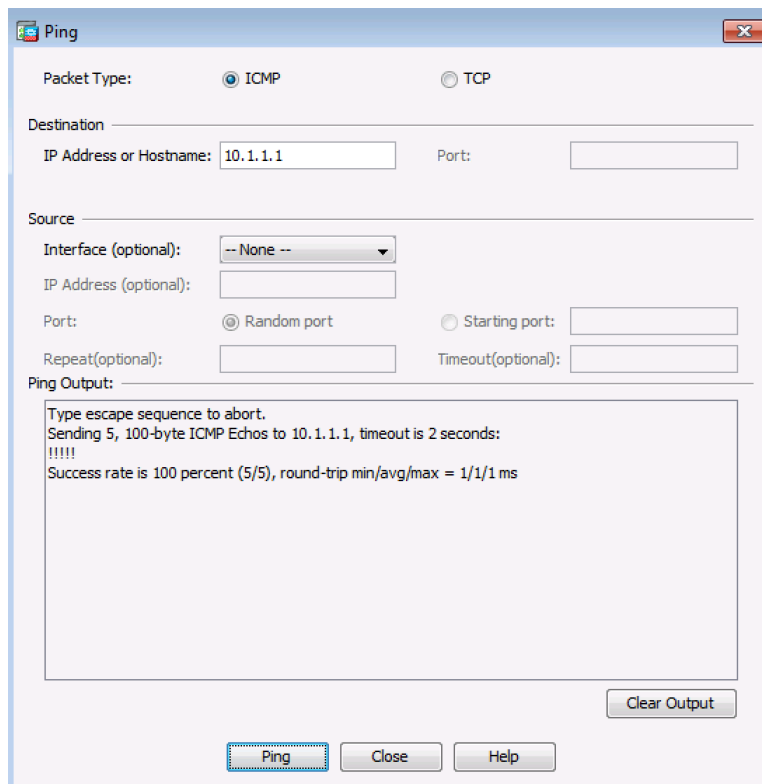 Ping
Packet Type: ICMP TCP
Destination
IP Address or Hostname: 10.1.1.1 Port:
Source
Interface (optional): -- None --
IP Address (optional):
Port: Random port Starting port:
Repeat(optional): Timeout(optional):
Ping Output:
Type escape sequence to abort.
Sending 5, 100-byte ICMP Echos to 10.1.1.1, timeout is 2 seconds:
!!!!!
Success rate is 100 percent (5/5), round-trip min/avg/max = 1/1/1 ms
Clear Output
Ping Close Help